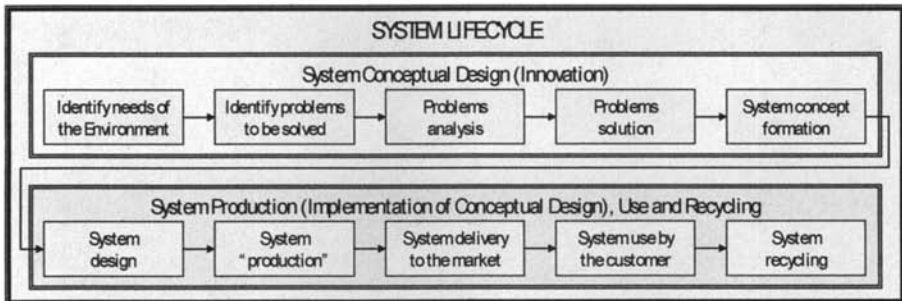 SYSTEM LIFECYCLE
System Conceptual Design (Innovation)
Identify needs of
the Environment
Identify problems
to be solved
Problems
analysis
Problems
solution
System concept
formation
System Production (Implementation of Conceptual Design), Use and Recycling
System
design
System
"production"
System delivery
to the market
System use by
the customer
System
recycling